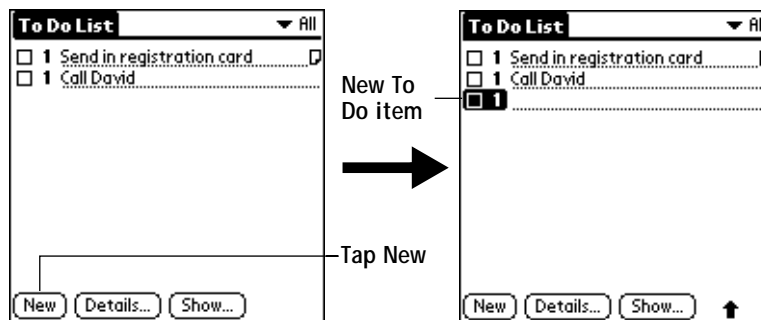 To Do List
All
1 Send in registration card
1 Call David
New Details... Show...
New To
Do item
Tap New
To Do List
1 Send in registration card
1 Call David
1
New Details... Show...